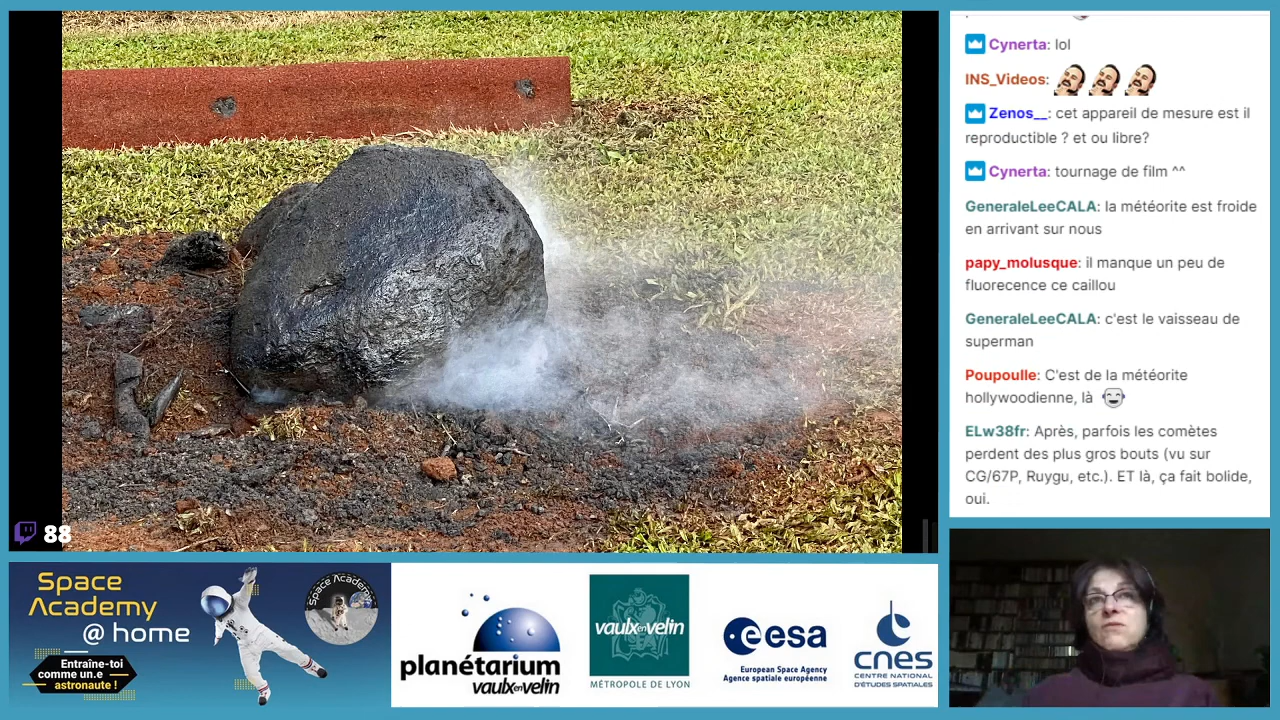 Cynerta: lol
INS_Videos:
Zenos__: cet appareil de mesure est il
reproductible ? et ou libre?
Cynerta: tournage de film ^^
GeneraleLeeCALA: la météorite est froide
en arrivant sur nous
papy_molusque: il manque un peu de
fluorecence ce caillou
GeneraleLeeCALA: c'est le vaisseau de
superman
Poupoulle: C'est de la météorite
hollywoodienne, là
ELw38fr: Après, parfois les comètes
perdent des plus gros bouts (vu sur
CG/67P, Ruygu, etc.). ET là, ça fait bolide,
oui.
88
Space
Academy
@ home
Entraîne-toi
comme un.e
astronaute !
Space Academy
planétarium
vaulx en velin
vaulx en velin
MÉTROPOLE DE LYON
esa
European Space Agency
Agence spatiale européenne
cnes
CENTRE NATIONAL
D'ÉTUDES SPATIALES